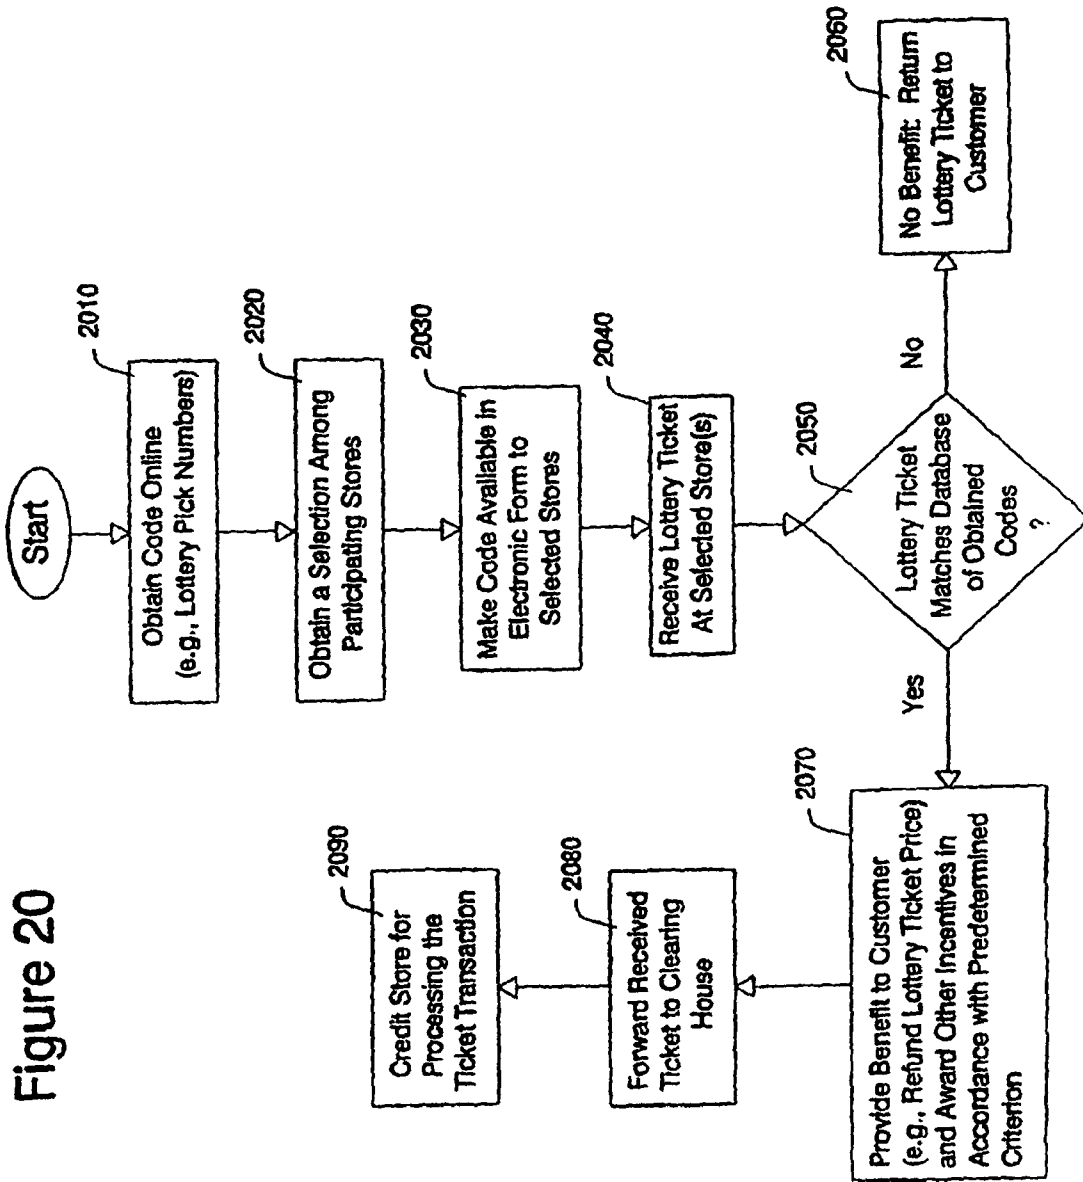 Figure 20
Start
2010
Obtain Code Online
(e.g., Lottery Pick Numbers)
2020
Obtain a Selection Among
Participating Stores
2030
Make Code Available in
Electronic Form to
Selected Stores
2040
Receive Lottery Ticket
At Selected Store(s)
2050
Lottery Ticket
Matches Database
of Obtained
Codes
?
No
2060
No Benefit: Return
Lottery Ticket to
Customer
Yes
2070
Provide Benefit to Customer
(e.g., Refund Lottery Ticket Price)
and Award Other Incentives in
Accordance with Predetermined
Criterion
2080
Forward Received
Ticket to Clearing
House
2090
Credit Store for
Processing the
Ticket Transaction